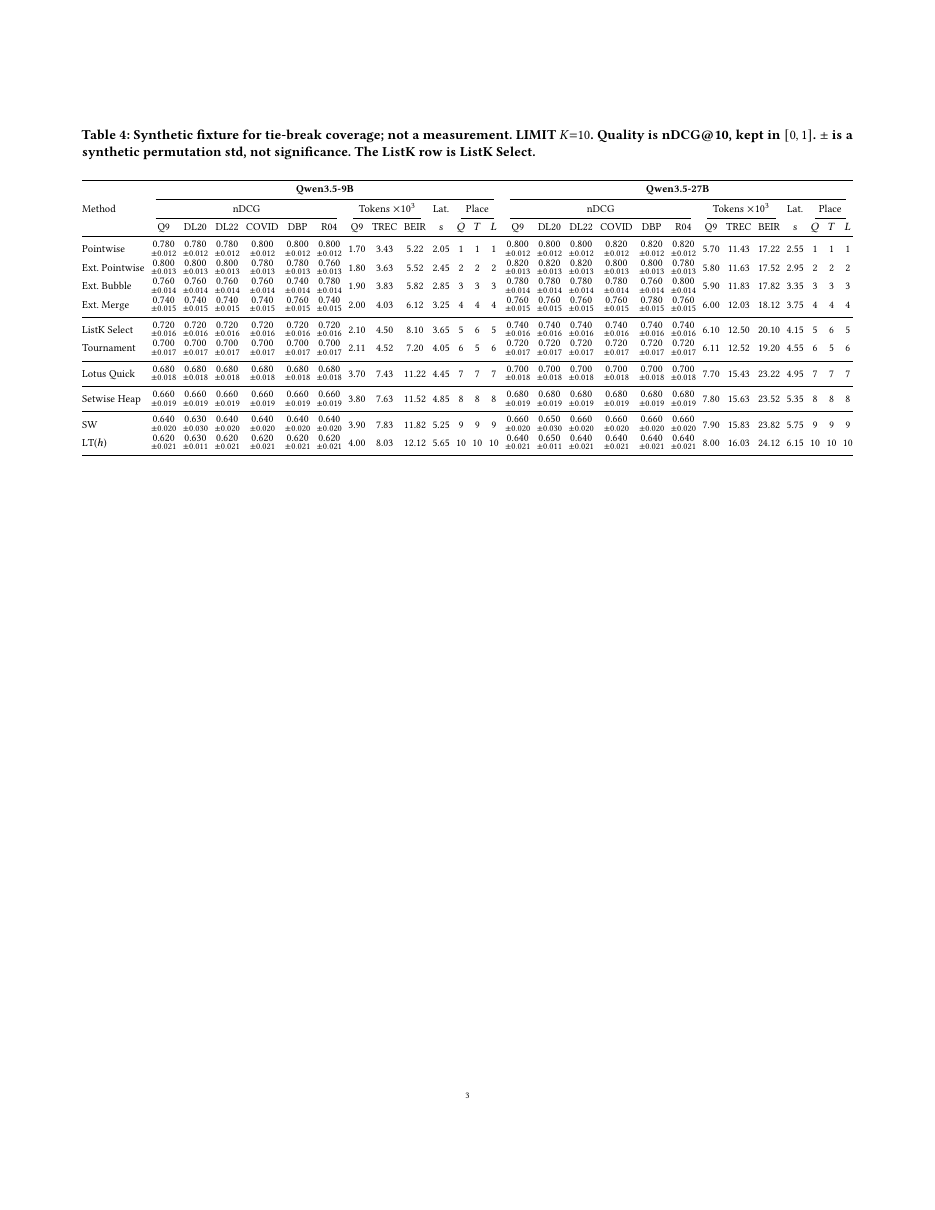 Table 4: Synthetic fixture for tie-break coverage; not a measurement. LIMIT K=10. Quality is nDCG@10, kept in [0, 1]. ± is a
synthetic permutation std, not significance. The ListK row is ListK Select.
Qwen3.5-9B Qwen3.5-27B
Method nDCG Tokens ×10³ Lat. Place nDCG Tokens ×10³ Lat. Place
Q9 DL20 DL22 COVID DBP R04 Q9 TREC BEIR s Q T L Q9 DL20 DL22 COVID DBP R04 Q9 TREC BEIR s Q T L
Pointwise 0.780 0.780 0.780 0.800 0.800 0.800 1.70 3.43 5.22 2.05 1 1 1 0.800 0.800 0.800 0.820 0.820 0.820 5.70 11.43 17.22 2.55 1 1 1
±0.012 ±0.012 ±0.012 ±0.012 ±0.012 ±0.012 ±0.012 ±0.012 ±0.012 ±0.012 ±0.012 ±0.012
Ext. Pointwise 0.800 0.800 0.800 0.780 0.780 0.760 1.80 3.63 5.52 2.45 2 2 2 0.820 0.820 0.820 0.800 0.800 0.780 5.80 11.63 17.52 2.95 2 2 2
±0.013 ±0.013 ±0.013 ±0.013 ±0.013 ±0.013 ±0.013 ±0.013 ±0.013 ±0.013 ±0.013 ±0.013
Ext. Bubble 0.760 0.760 0.760 0.760 0.740 0.780 1.90 3.83 5.82 2.85 3 3 3 0.780 0.780 0.780 0.780 0.760 0.800 5.90 11.83 17.82 3.35 3 3 3
±0.014 ±0.014 ±0.014 ±0.014 ±0.014 ±0.014 ±0.014 ±0.014 ±0.014 ±0.014 ±0.014 ±0.014
Ext. Merge 0.740 0.740 0.740 0.740 0.760 0.740 2.00 4.03 6.12 3.25 4 4 4 0.760 0.760 0.760 0.760 0.780 0.760 6.00 12.03 18.12 3.75 4 4 4
±0.015 ±0.015 ±0.015 ±0.015 ±0.015 ±0.015 ±0.015 ±0.015 ±0.015 ±0.015 ±0.015 ±0.015
ListK Select 0.720 0.720 0.720 0.720 0.720 0.720 2.10 4.50 8.10 3.65 5 6 5 0.740 0.740 0.740 0.740 0.740 0.740 6.10 12.50 20.10 4.15 5 6 5
±0.016 ±0.016 ±0.016 ±0.016 ±0.016 ±0.016 ±0.016 ±0.016 ±0.016 ±0.016 ±0.016 ±0.016
Tournament 0.700 0.700 0.700 0.700 0.700 0.700 2.11 4.52 7.20 4.05 6 5 6 0.720 0.720 0.720 0.720 0.720 0.720 6.11 12.52 19.20 4.55 6 5 6
±0.017 ±0.017 ±0.017 ±0.017 ±0.017 ±0.017 ±0.017 ±0.017 ±0.017 ±0.017 ±0.017 ±0.017
Lotus Quick 0.680 0.680 0.680 0.680 0.680 0.680 3.70 7.43 11.22 4.45 7 7 7 0.700 0.700 0.700 0.700 0.700 0.700 7.70 15.43 23.22 4.95 7 7 7
±0.018 ±0.018 ±0.018 ±0.018 ±0.018 ±0.018 ±0.018 ±0.018 ±0.018 ±0.018 ±0.018 ±0.018
Setwise Heap 0.660 0.660 0.660 0.660 0.660 0.660 3.80 7.63 11.52 4.85 8 8 8 0.680 0.680 0.680 0.680 0.680 0.680 7.80 15.63 23.52 5.35 8 8 8
±0.019 ±0.019 ±0.019 ±0.019 ±0.019 ±0.019 ±0.019 ±0.019 ±0.019 ±0.019 ±0.019 ±0.019
SW 0.640 0.630 0.640 0.640 0.640 0.640 3.90 7.83 11.82 5.25 9 9 9 0.660 0.650 0.660 0.660 0.660 0.660 7.90 15.83 23.82 5.75 9 9 9
±0.020 ±0.030 ±0.020 ±0.020 ±0.020 ±0.020 ±0.020 ±0.030 ±0.020 ±0.020 ±0.020 ±0.020
LT(h) 0.620 0.630 0.620 0.620 0.620 0.620 4.00 8.03 12.12 5.65 10 10 10 0.640 0.650 0.640 0.640 0.640 0.640 8.00 16.03 24.12 6.15 10 10 10
±0.021 ±0.011 ±0.021 ±0.021 ±0.021 ±0.021 ±0.021 ±0.011 ±0.021 ±0.021 ±0.021 ±0.021
3